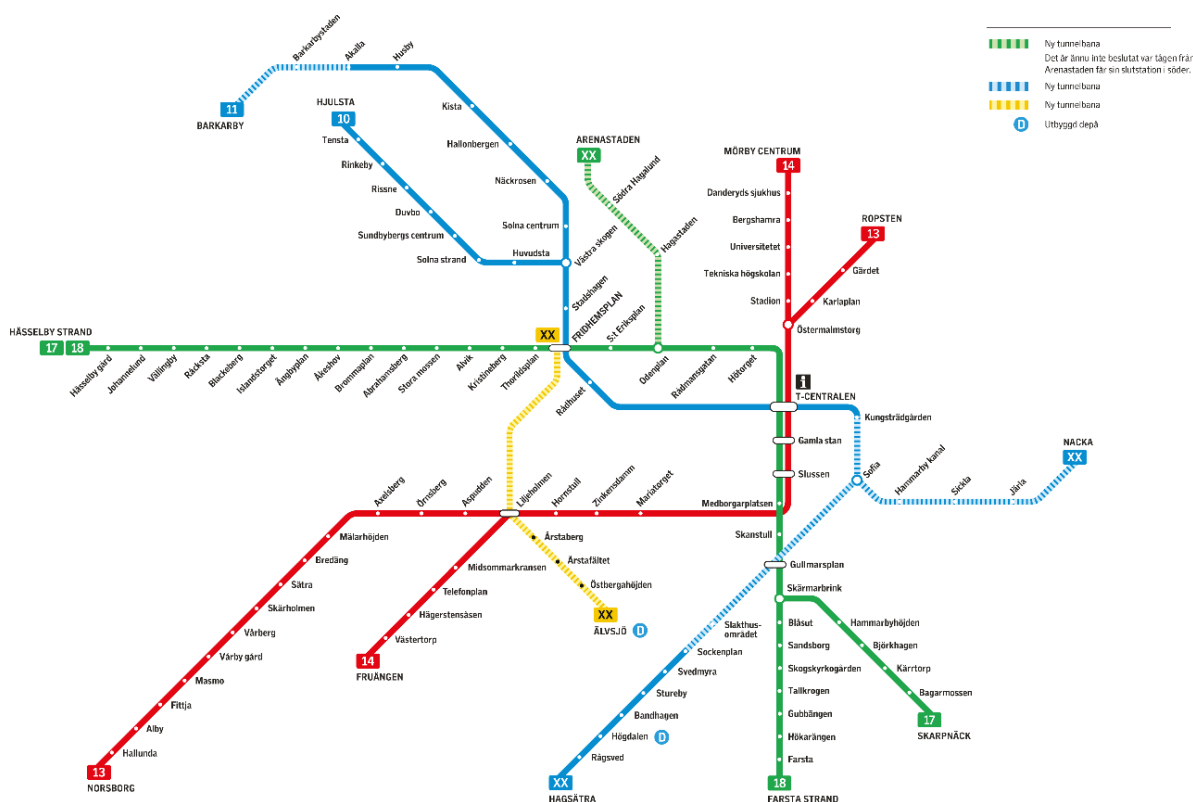 Ny tunnelbana
Det är ännu inte beslutat var tågen från
Arenastaden får sin slutstation i söder.
Ny tunnelbana
Ny tunnelbana
D
Utbyggd depå
Barkarbystaden
Akalla
Husby
11
BARKARBY
Kista
Hallonbergen
Näckrosen
Solna centrum
Västra skogen
HJULSTA
10
Tensta
Rinkeby
Rissne
Duvbo
Sundbybergs centrum
Solna strand
Huvudsta
Stadshagen
FRIDHEMSPLAN
XX
ARENASTADEN
XX
Södra Hagalund
Hagastaden
MÖRBY CENTRUM
14
Danderyds sjukhus
Bergshamra
Universitetet
Tekniska högskolan
Stadion
ROPSTEN
13
Gärdet
Karlaplan
Östermalmstorg
HÄSSELBY STRAND
17
18
Hässelby gård
Johannelund
Vällingby
Råcksta
Blackeberg
Islandstorget
Ängbyplan
Åkeshov
Brommaplan
Abrahamsberg
Stora mossen
Alvik
Kristineberg
Thorildsplan
S:t Eriksplan
Odenplan
Rådmansgatan
Hötorget
Rådhuset
i
T-CENTRALEN
Kungsträdgården
Gamla stan
Slussen
Sofia
Hammarby kanal
Sickla
Järla
NACKA
XX
Axelsberg
Örnsberg
Aspudden
Liljeholmen
Hornstull
Zinkensdamm
Mariatorget
Medborgarplatsen
Skanstull
Gullmarsplan
Skärmarbrink
Mälarhöjden
Bredäng
Sätra
Skärholmen
Vårberg
Vårby gård
Masmo
Fittja
Alby
Hallunda
13
NORSBORG
Midsommarkransen
Telefonplan
Hägerstensåsen
Västertorp
14
FRUÄNGEN
Årstaberg
Årstafältet
Östbergahöjden
XX
ÄLVSJÖ
D
Slakthus-
området
Sockenplan
Svedmyra
Stureby
Bandhagen
Högdalen
D
Rågsved
XX
HAGSÄTRA
Blåsut
Sandsborg
Skogskyrkogården
Tallkrogen
Gubbängen
Hökarängen
Farsta
18
FARSTA STRAND
Hammarbyhöjden
Björkhagen
Kärrtorp
Bagarmossen
17
SKARPNÄCK